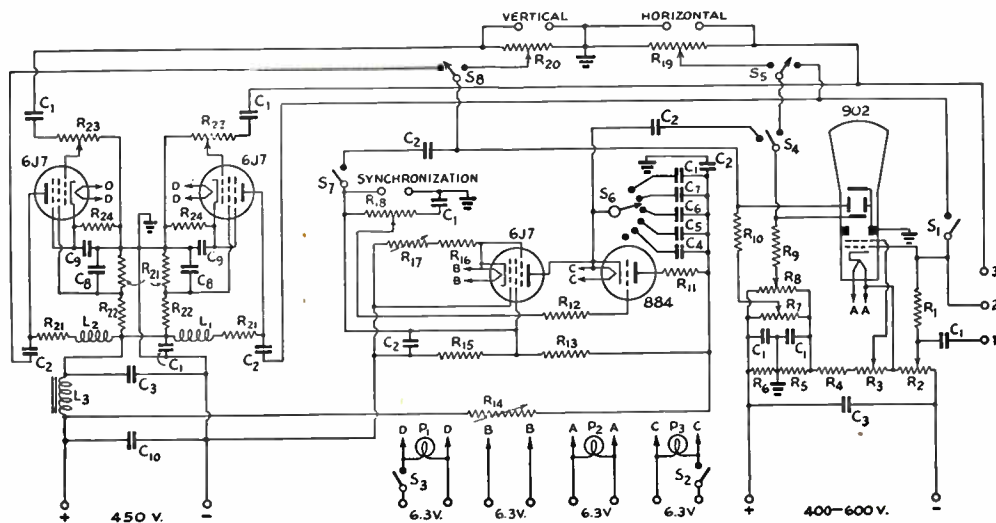 VERTICAL HORIZONTAL
R20 R19
S8 S5
C1 C1 902
R23 R23
C2 C2 S4
6J7 6J7
S7 SYNCHRONIZATION
R18 C1
S6 C2 C1 C7 C6 C5 C4
D D D D
R24 R24
C9 C9
C8 R21 C8
R17 R16 6J7
B B
C C
884 R11
R10 R9 R8 R7
S1
A A
R1
3
2
1
R22 R22
R21 L2 L1 R21
C2 C1 C2
R12
C2 R15 R13
C1 C1 C1
R6 R5 R4 R3 R2
L3 C3
R14
C3
C10
D P1 D B B A P2 A C P3 C
S3 S2
+ 450 V. − 6.3V. 6.3V. 6.3V 6.3V + 400-600 V. −